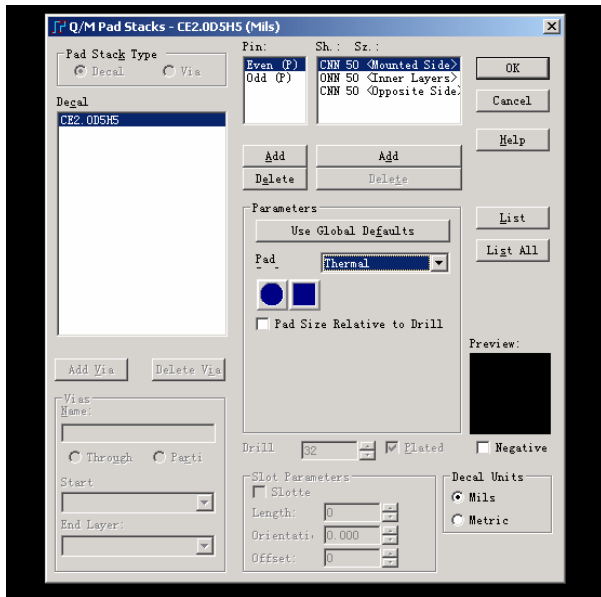 Q/M Pad Stacks - CE2.0D5H5 (Mils)
Pad Stack Type
Decal
Via
Pin:
Sh.: Sz.:
Even (P)
Odd (P)
CNN 50 <Mounted Side>
ONN 50 <Inner Layers>
CNN 50 <Opposite Side>
OK
Cancel
Help
Decal
CE2.0D5H5
Add
Add
Delete
Delete
Parameters
Use Global Defaults
Pad
Thermal
Pad Size Relative to Drill
List
List All
Preview:
Add Via
Delete Via
Vias
Name:
Through
Parti
Start
End Layer:
Drill
32
Plated
Negative
Slot Parameters
Slotte
Length:
0
Orientati
0.000
Offset:
0
Decal Units
Mils
Metric